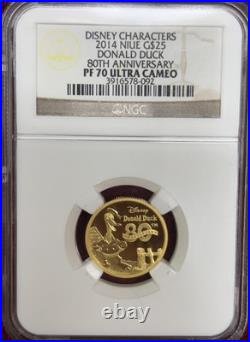 DISNEY CHARACTERS
2014 NIUE G$25
DONALD DUCK
80TH ANNIVERSARY
PF 70 ULTRA CAMEO
3916578-092
NGC
Disney
Donald Duck
80TH